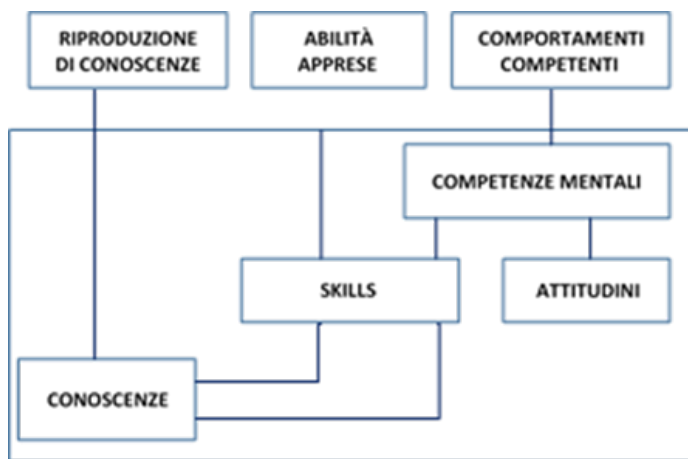 RIPRODUZIONE
DI CONOSCENZE
ABILITÀ
APPRESE
COMPORTAMENTI
COMPETENTI
COMPETENZE MENTALI
SKILLS
ATTITUDINI
CONOSCENZE